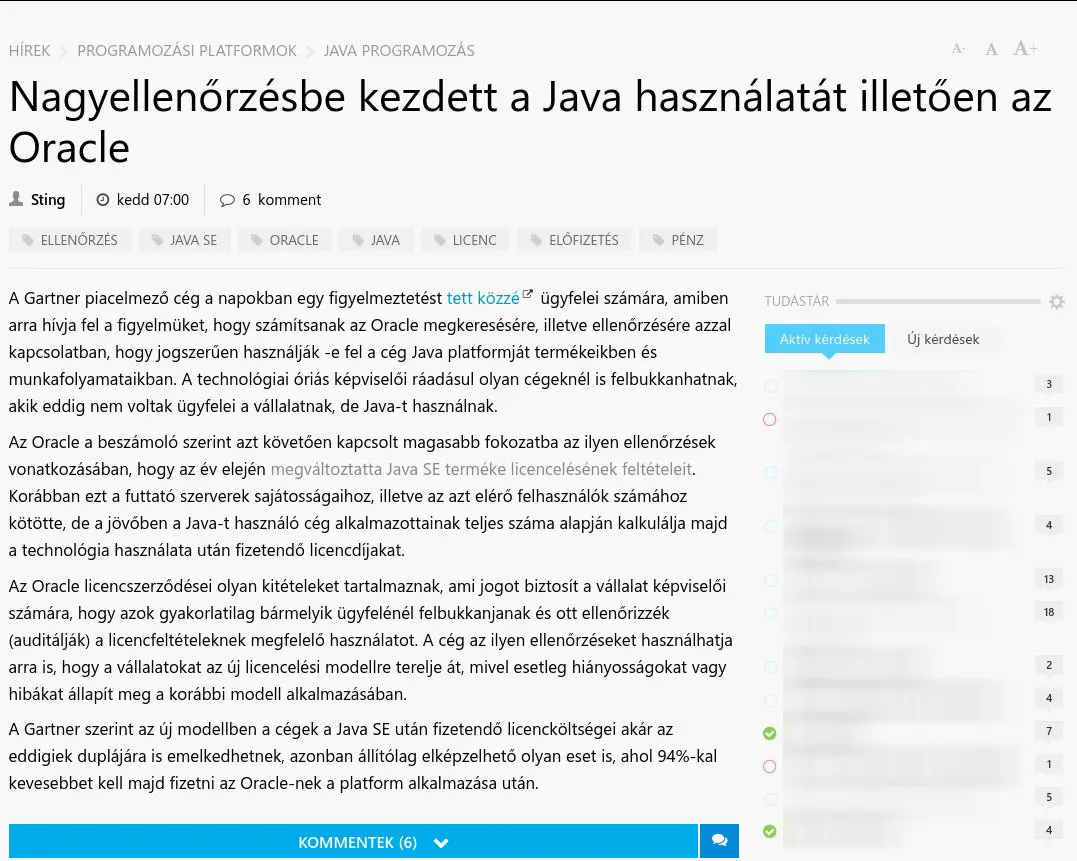 HÍREK PROGRAMOZÁSI PLATFORMOK JAVA PROGRAMOZÁS
A- A A+
Nagyellenőrzésbe kezdett a Java használatát illetően az
Oracle
Sting kedd 07:00 6 komment
ELLENŐRZÉS JAVA SE ORACLE JAVA LICENC ELŐFIZETÉS PÉNZ
A Gartner piacelmező cég a napokban egy figyelmeztetést tett közzé ügyfelei számára, amiben
arra hívja fel a figyelmüket, hogy számítsanak az Oracle megkeresésére, illetve ellenőrzésére azzal
kapcsolatban, hogy jogszerűen használják -e fel a cég Java platformját termékeikben és
munkafolyamataikban. A technológiai óriás képviselői ráadásul olyan cégeknél is felbukkanhatnak,
akik eddig nem voltak ügyfelei a vállalatnak, de Java-t használnak.
Az Oracle a beszámoló szerint azt követően kapcsolt magasabb fokozatba az ilyen ellenőrzések
vonatkozásában, hogy az év elején megváltoztatta Java SE terméke licencelésének feltételeit.
Korábban ezt a futtató szerverek sajátosságaihoz, illetve az azt elérő felhasználók számához
kötötte, de a jövőben a Java-t használó cég alkalmazottainak teljes száma alapján kalkulálja majd
a technológia használata után fizetendő licencdíjakat.
Az Oracle licencszerződései olyan kitételeket tartalmaznak, ami jogot biztosít a vállalat képviselői
számára, hogy azok gyakorlatilag bármelyik ügyfelénél felbukkanjanak és ott ellenőrizzék
(auditálják) a licencfeltételeknek megfelelő használatot. A cég az ilyen ellenőrzéseket használhatja
arra is, hogy a vállalatokat az új licencelési modellre terelje át, mivel esetleg hiányosságokat vagy
hibákat állapít meg a korábbi modell alkalmazásában.
A Gartner szerint az új modellben a cégek a Java SE után fizetendő licencköltségei akár az
eddigiek duplájára is emelkedhetnek, azonban állítólag elképzelhető olyan eset is, ahol 94%-kal
kevesebbet kell majd fizetni az Oracle-nek a platform alkalmazása után.
KOMMENTEK (6)
TUDÁSTÁR
Aktív kérdések Új kérdések
3
1
5
4
13
18
2
4
7
1
5
4